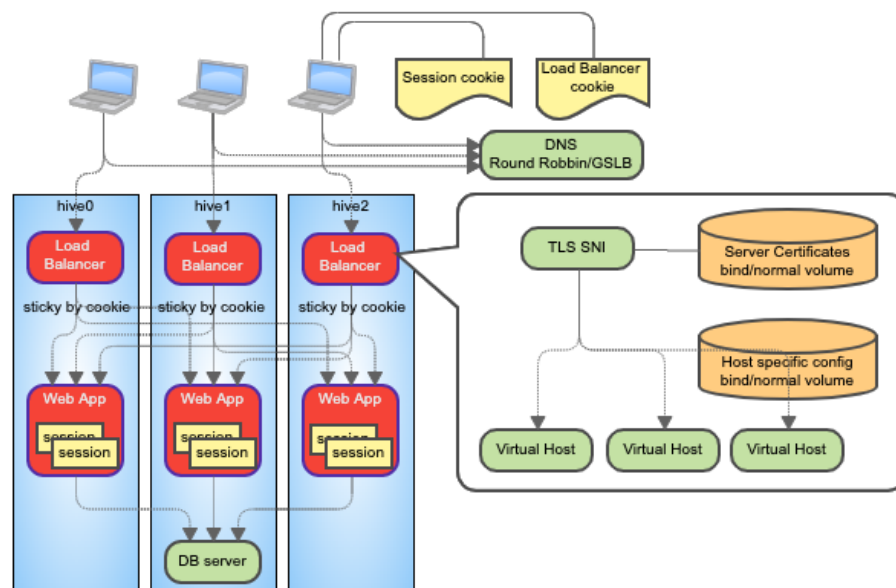 Session cookie
Load Balancer
cookie
DNS
Round Robbin/GSLB
hive0
hive1
hive2
Load
Balancer
Load
Balancer
Load
Balancer
sticky by cookie
sticky by cookie
sticky by cookie
Web App
session
session
Web App
session
session
Web App
session
session
DB server
TLS SNI
Server Certificates
bind/normal volume
Host specific config
bind/normal volume
Virtual Host
Virtual Host
Virtual Host